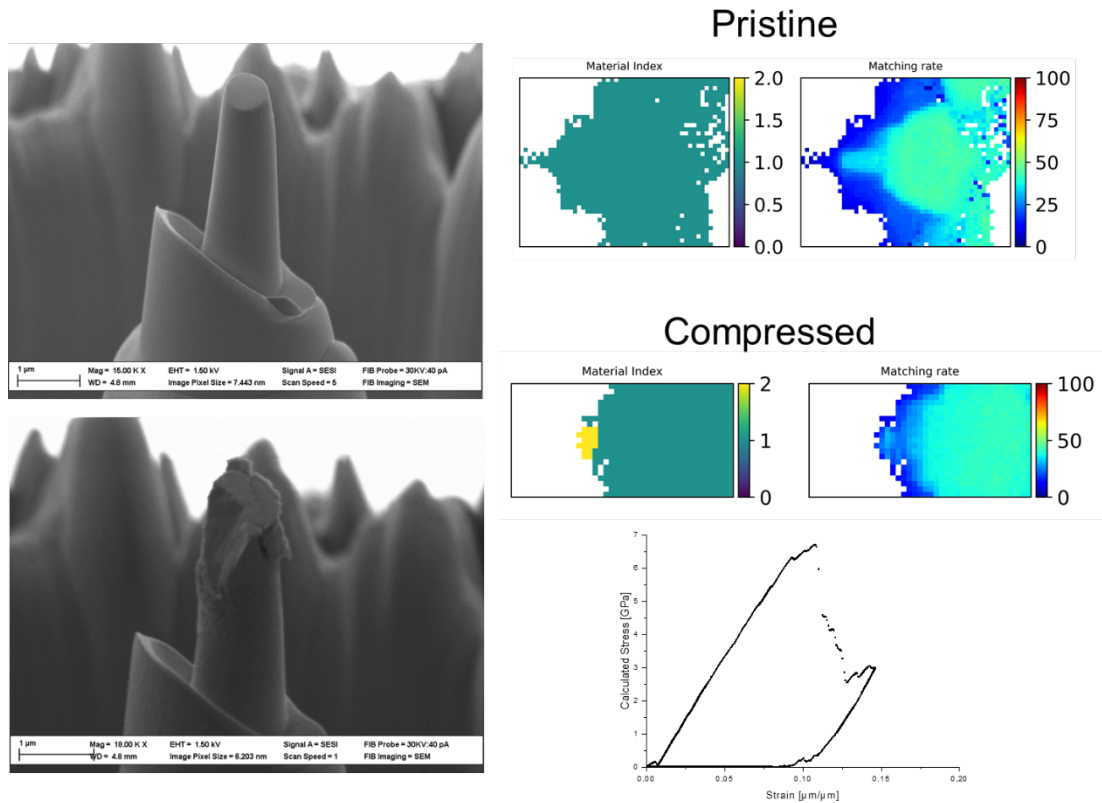 Pristine
Material Index
Matching rate
2.0
1.5
1.0
0.5
0.0
100
75
50
25
0
1 µm
Mag = 15.00 K X
EHT = 1.50 kV
Signal A = SESI
FIB Probe = 30KV:40 pA
WD = 4.8 mm
Image Pixel Size = 7.443 nm
Scan Speed = 5
FIB Imaging = SEM
Compressed
Material Index
Matching rate
2
1
0
100
50
0
1 µm
Mag = 18.00 K X
EHT = 1.50 kV
Signal A = SESI
FIB Probe = 30KV:40 pA
WD = 4.8 mm
Image Pixel Size = 6.203 nm
Scan Speed = 1
FIB Imaging = SEM
Calculated Stress [GPa]
7
6
5
4
3
2
1
0
0,00
0,05
0,10
0,15
0,20
Strain [µm/µm]